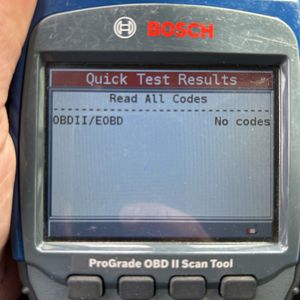 BOSCH
Quick Test Results
Read All Codes
OBDII/EOBD No codes
ProGrade OBD II Scan Tool